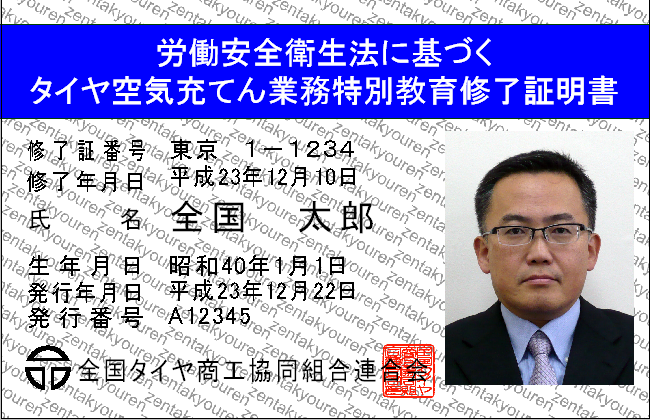 労働安全衛生法に基づく
タイヤ空気充てん業務特別教育修了証明書
修了証番号 東京 1－1234
修了年月日 平成23年12月10日
氏 名 全国 太郎
生年月日 昭和40年1月1日
発行年月日 平成23年12月22日
発行番号 A12345
全国タイヤ商工協同組合連合会
zentakyouren